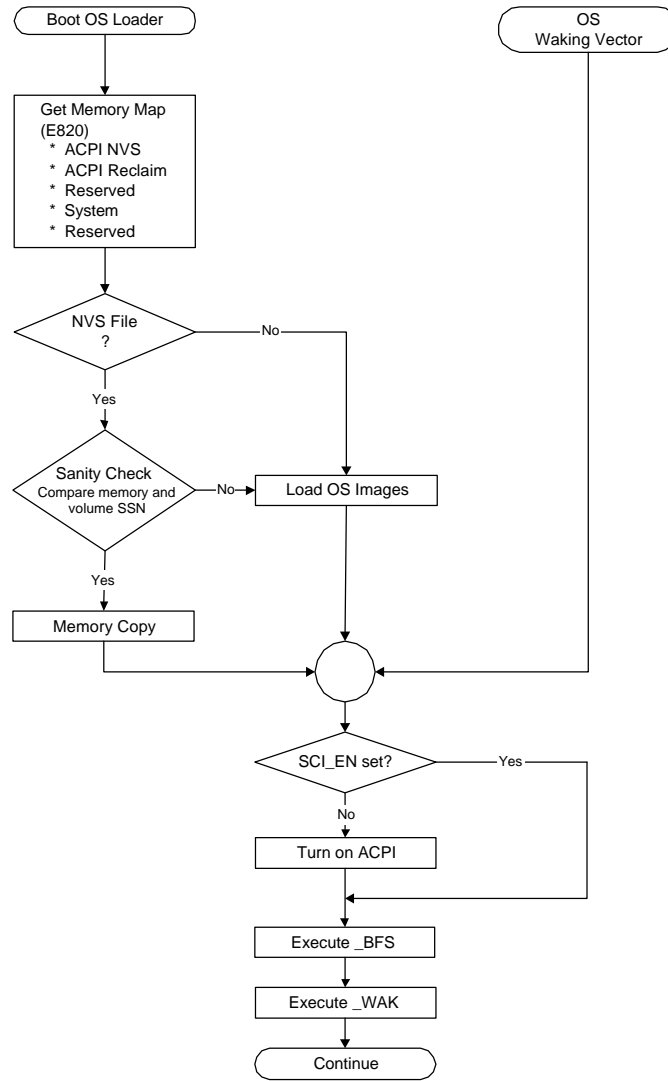 Boot OS Loader
OS
Waking Vector
Get Memory Map
(E820)
* ACPI NVS
* ACPI Reclaim
* Reserved
* System
* Reserved
NVS File
?
No
Yes
Sanity Check
Compare memory and
volume SSN
No
Load OS Images
Yes
Memory Copy
SCI_EN set?
Yes
No
Turn on ACPI
Execute _BFS
Execute _WAK
Continue